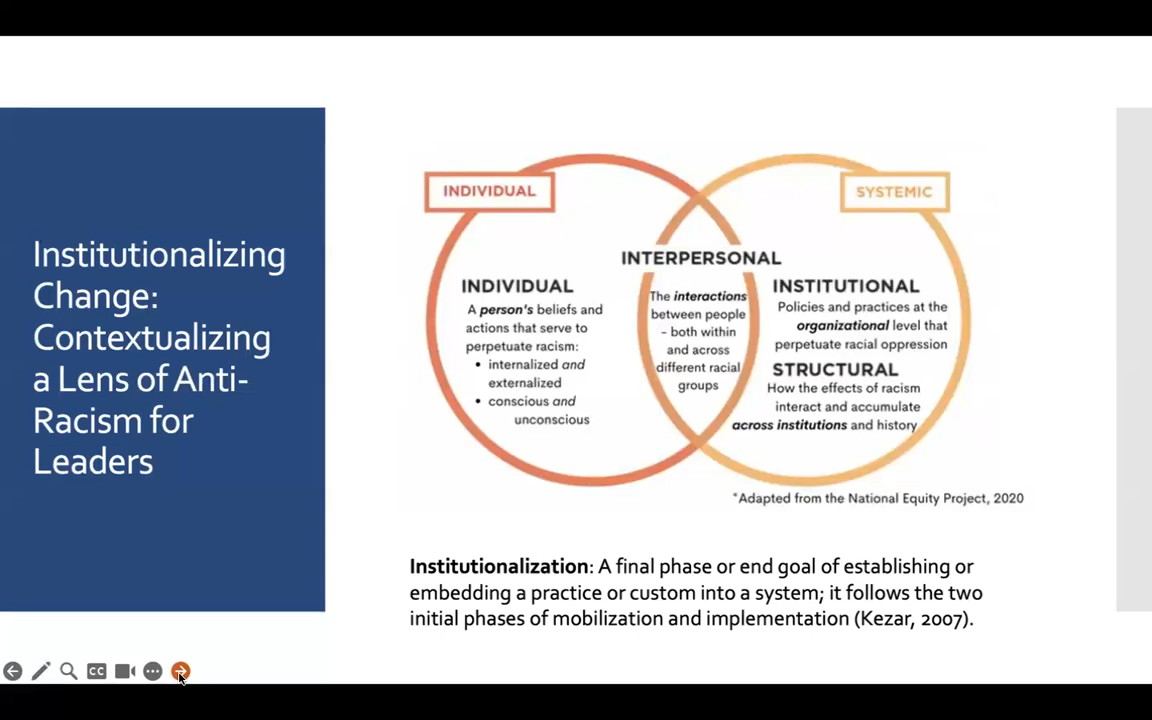 Institutionalizing
Change:
Contextualizing
a Lens of Anti-
Racism for
Leaders
INDIVIDUAL
SYSTEMIC
INTERPERSONAL
INDIVIDUAL
A person's beliefs and
actions that serve to
perpetuate racism:
• internalized and
externalized
• conscious and
unconscious
The interactions
between people
– both within
and across
different racial
groups
INSTITUTIONAL
Policies and practices at the
organizational level that
perpetuate racial oppression
STRUCTURAL
How the effects of racism
interact and accumulate
across institutions and history
*Adapted from the National Equity Project, 2020
Institutionalization: A final phase or end goal of establishing or
embedding a practice or custom into a system; it follows the two
initial phases of mobilization and implementation (Kezar, 2007).
CC